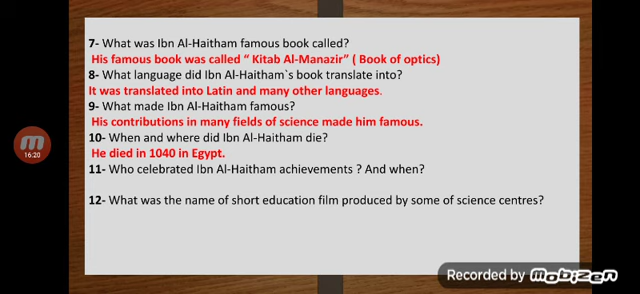 7- What was Ibn Al-Haitham famous book called?
His famous book was called “ Kitab Al-Manazir” ( Book of optics)
8- What language did Ibn Al-Haitham`s book translate into?
It was translated into Latin and many other languages.
9- What made Ibn Al-Haitham famous?
His contributions in many fields of science made him famous.
10- When and where did Ibn Al-Haitham die?
He died in 1040 in Egypt.
11- Who celebrated Ibn Al-Haitham achievements ? And when?
12- What was the name of short education film produced by some of science centres?
16:20
Recorded by mobizen